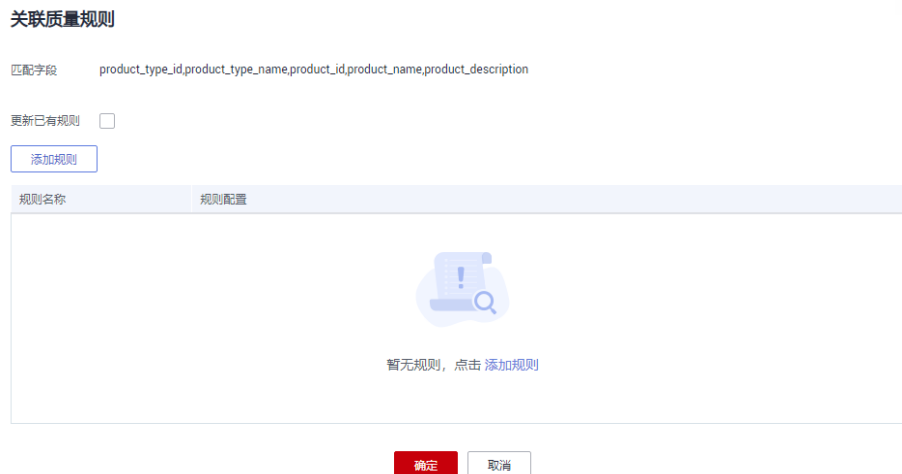 关联质量规则
匹配字段 product_type_id,product_type_name,product_id,product_name,product_description
更新已有规则
添加规则
规则名称 规则配置
暂无规则，点击 添加规则
确定 取消